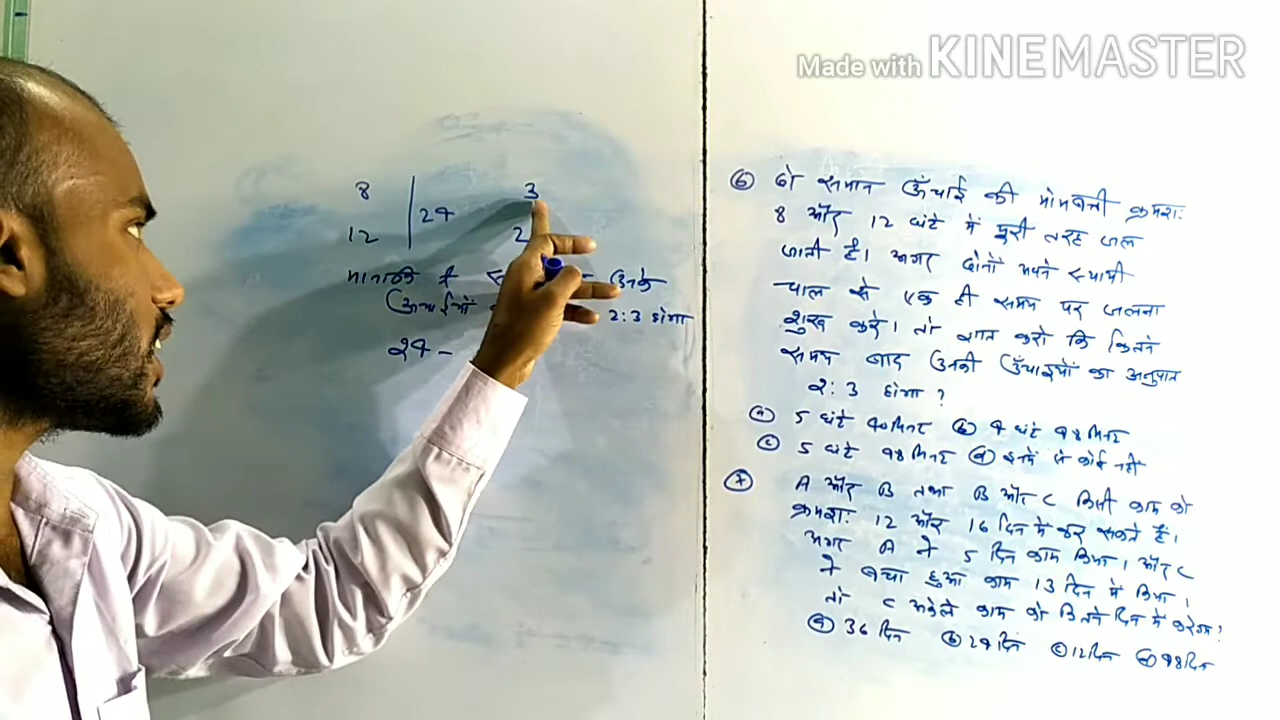 Made with KINEMASTER
8
24
3
12
2
मानाकि t
उनके
ऊँचाईयों
2:3 होगा
24 -
⑥ दो समान ऊँचाई की मोमबत्ती क्रमशः
8 और 12 घंटे में पुरी तरह जल
जाती है। अगर दोनों अपने स्थायी
चाल से एक ही समय पर जलना
शुरू करे। तो ज्ञात करो कि कितने
समय बाद उनकी ऊँचाइयों का अनुपात
2:3 होगा?
ⓐ 5 घंटे 40 मिनट ⓑ 4 घंटे 48 मिनट
ⓒ 5 घंटे 48 मिनट ⓓ इनमें से कोई नहीं
⑦ A और B तथा B और C किसी काम को
क्रमशः 12 और 16 दिन में कर सकते हैं।
अगर A ने 5 दिन काम किया। और C
ने बचा हुआ काम 13 दिन में किया।
तो C अकेले काम को कितने दिन में करेगा?
ⓐ 36 दिन ⓑ 24 दिन ⓒ 12 दिन ⓓ 48 दिन